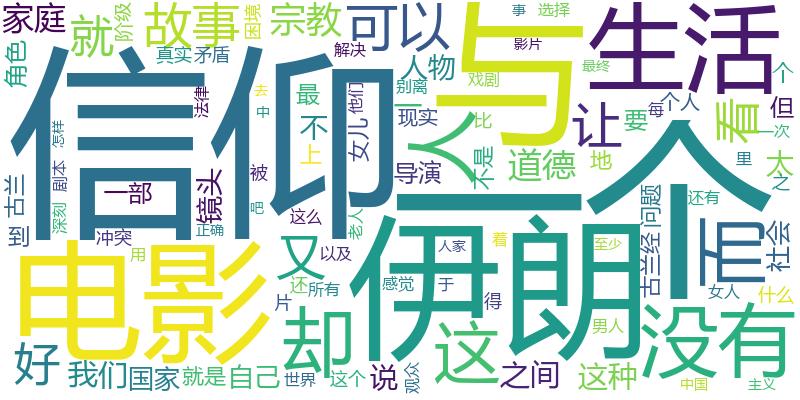 家庭
就
阶级
故事
困境
宗教
可以
与
生活
事
选择
影片
角色
真实
矛盾
解决
人物
戏剧
最终
个
信仰
法律
最
他们
别离
一
人
看
让
要
每
个人
但
去
中
不
女儿
现实
比
不是
道德
地
里
一次
太
之
古兰
剧本
怎样
一部
镜头
被
上
导演
一个
还有
问题
到
深刻
冲突
吧
正确
这么
老人
古兰经
而
社会
电影
用
又
以及
伊朗
人家
着
至少
女人
什么
还
所有
片
感觉
于
得
却
这
男人
没有
好
我们
国家
就是
自己
世界
这个
说
观众
之间
这种
中国
主义